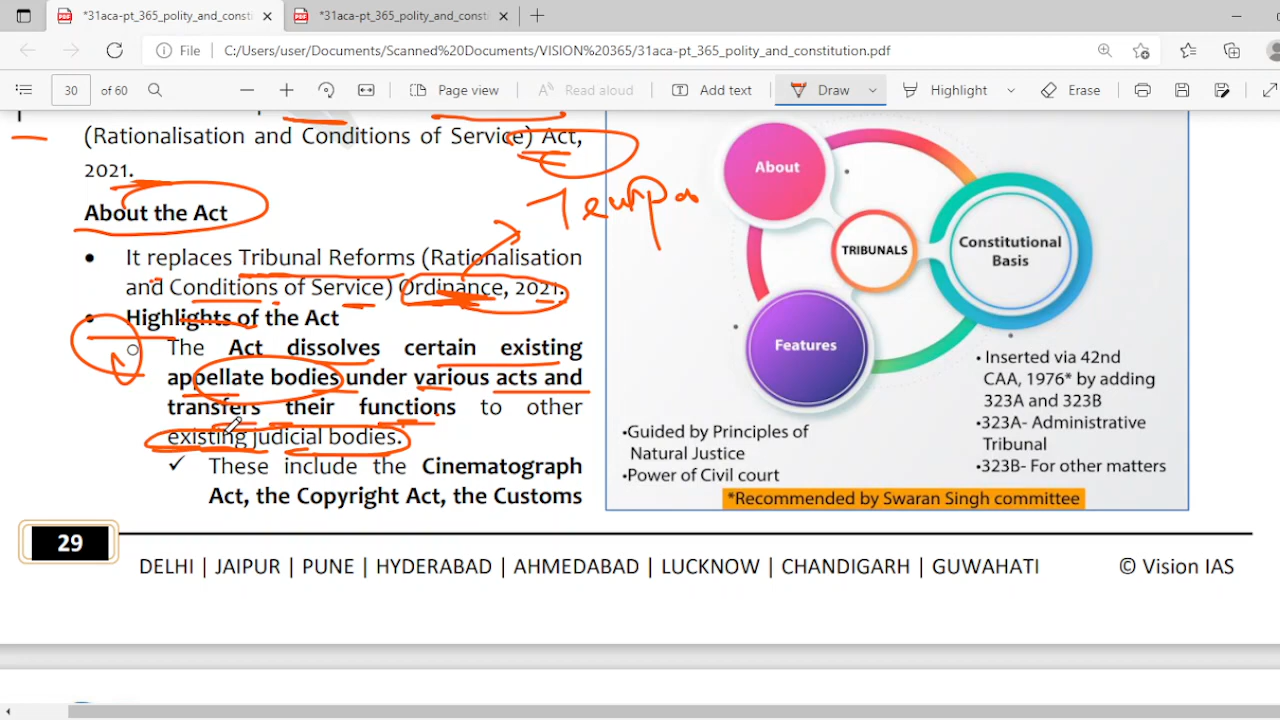 *31aca-pt_365_polity_and_consti
*31aca-pt_365_polity_and_const
File
C:/Users/user/Documents/Scanned%20Documents/VISION%20365/31aca-pt_365_polity_and_constitution.pdf
30 of 60
Page view
Read aloud
Add text
Draw
Highlight
Erase
(Rationalisation and Conditions of Service) Act,
2021.
About the Act
• It replaces Tribunal Reforms (Rationalisation
and Conditions of Service) Ordinance, 2021.
• Highlights of the Act
o The Act dissolves certain existing
appellate bodies under various acts and
transfers their functions to other
existing judicial bodies.
✓ These include the Cinematograph
Act, the Copyright Act, the Customs
About
TRIBUNALS
Constitutional
Basis
Features
•Guided by Principles of
Natural Justice
•Power of Civil court
• Inserted via 42nd
CAA, 1976* by adding
323A and 323B
•323A- Administrative
Tribunal
•323B- For other matters
*Recommended by Swaran Singh committee
29
DELHI | JAIPUR | PUNE | HYDERABAD | AHMEDABAD | LUCKNOW | CHANDIGARH | GUWAHATI
© Vision IAS